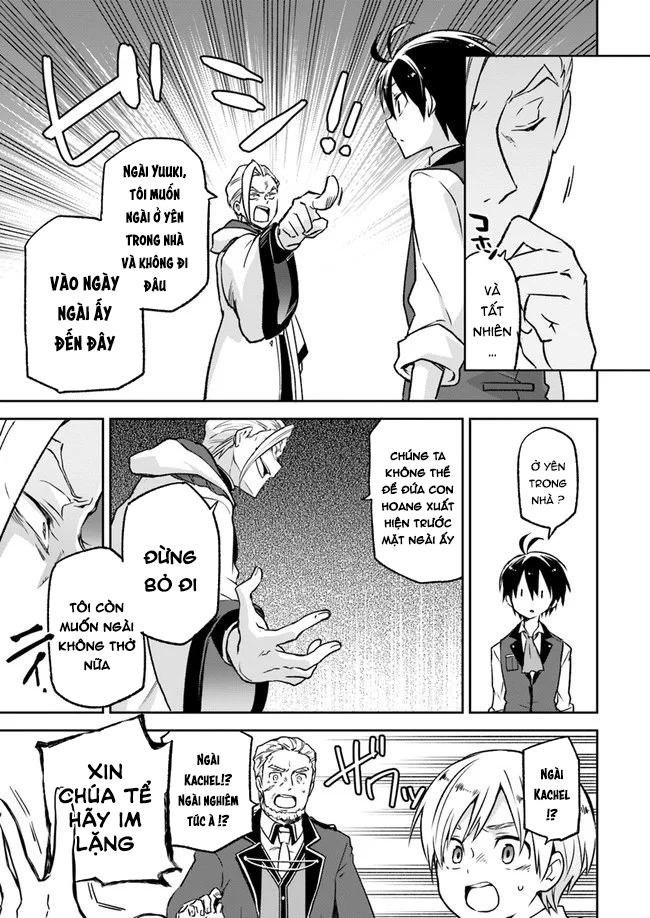 コホン
VÀ
TẤT
NHIÊN
...
ビシ!!
NGÀI YUUKI,
TÔI MUỐN
NGÀI Ở YÊN
TRONG NHÀ
VÀ KHÔNG ĐI
ĐÂU
VÀO NGÀY
NGÀI ẤY
ĐẾN ĐÂY
Ở YÊN
TRONG
NHÀ ?
CHÚNG TA
KHÔNG THỂ
ĐỂ ĐỨA CON
HOANG XUẤT
HIỆN TRƯỚC
MẶT NGÀI ẤY
ĐỪNG
BỎ ĐI
TÔI CÒN
MUỐN NGÀI
KHÔNG THỞ
NỮA
NGÀI
KACHEL
!?
ザワッ
NGÀI
KACHEL!?
NGÀI NGHIÊM
TÚC À !?
XIN
CHÚA TỂ
HÃY IM
LẶNG